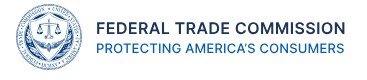 FEDERAL TRADE COMMISSION
PROTECTING AMERICA'S CONSUMERS